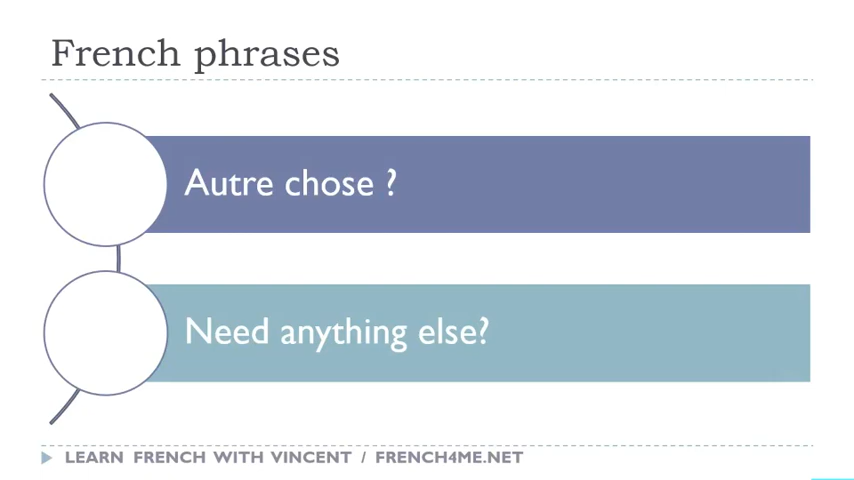 French phrases
Autre chose ?
Need anything else?
LEARN FRENCH WITH VINCENT / FRENCH4ME.NET